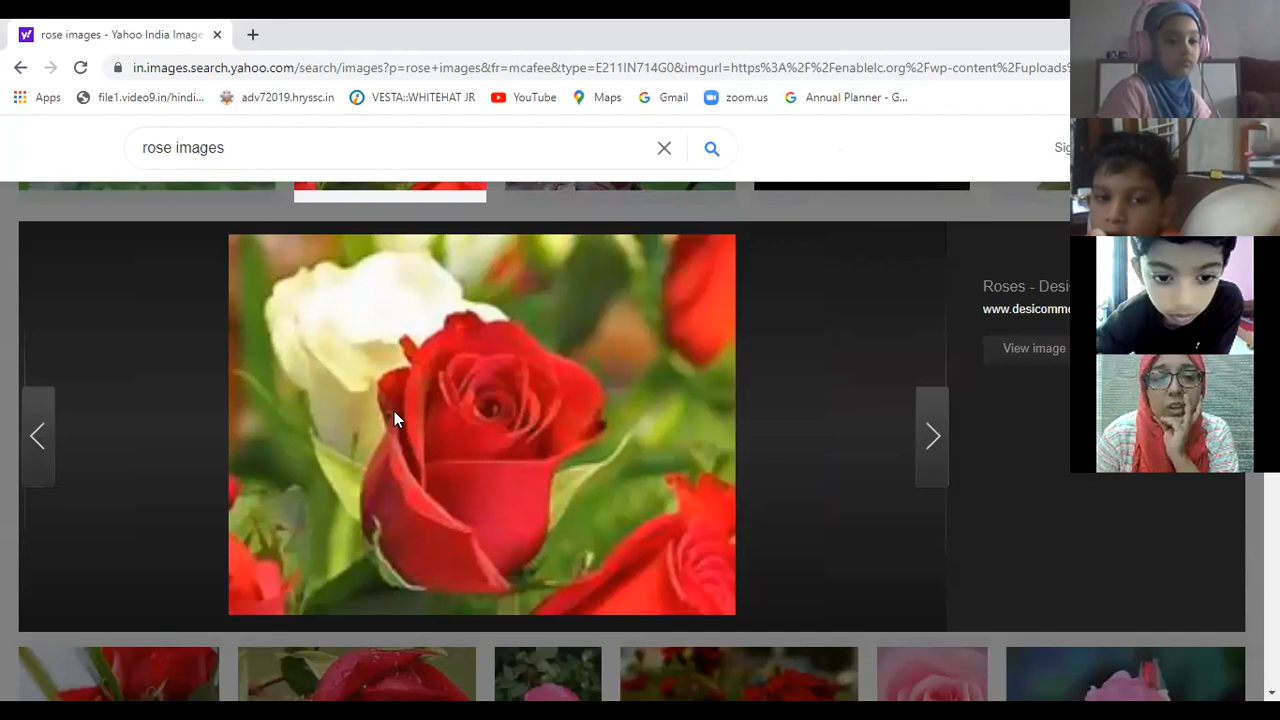 rose images - Yahoo India Image
in.images.search.yahoo.com/search/images?p=rose+images&fr=mcafee&type=E211IN714G0&imgurl=https%3A%2F%2Fenablelc.org%2Fwp-content%2Fuploads%
Apps file1.video9.in/hindi... adv72019.hryssc.in VESTA::WHITEHAT JR YouTube Maps Gmail zoom.us Annual Planner - G...
rose images
Sig
Roses - Desi
www.desicomme
View image